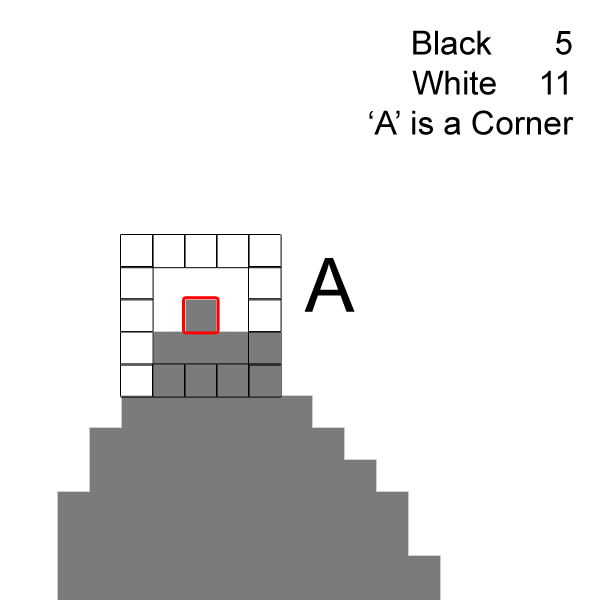 Black 5
White 11
‘A’ is a Corner
A